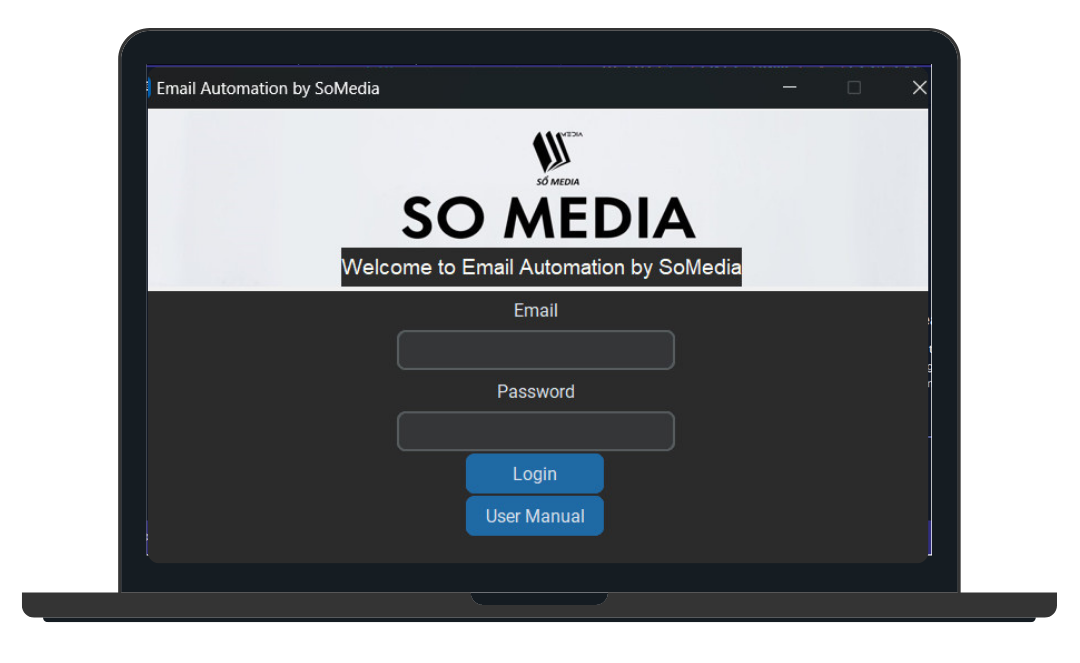 Email Automation by SoMedia
MEDIA
SỐ MEDIA
SO MEDIA
Welcome to Email Automation by SoMedia
Email
Password
Login
User Manual